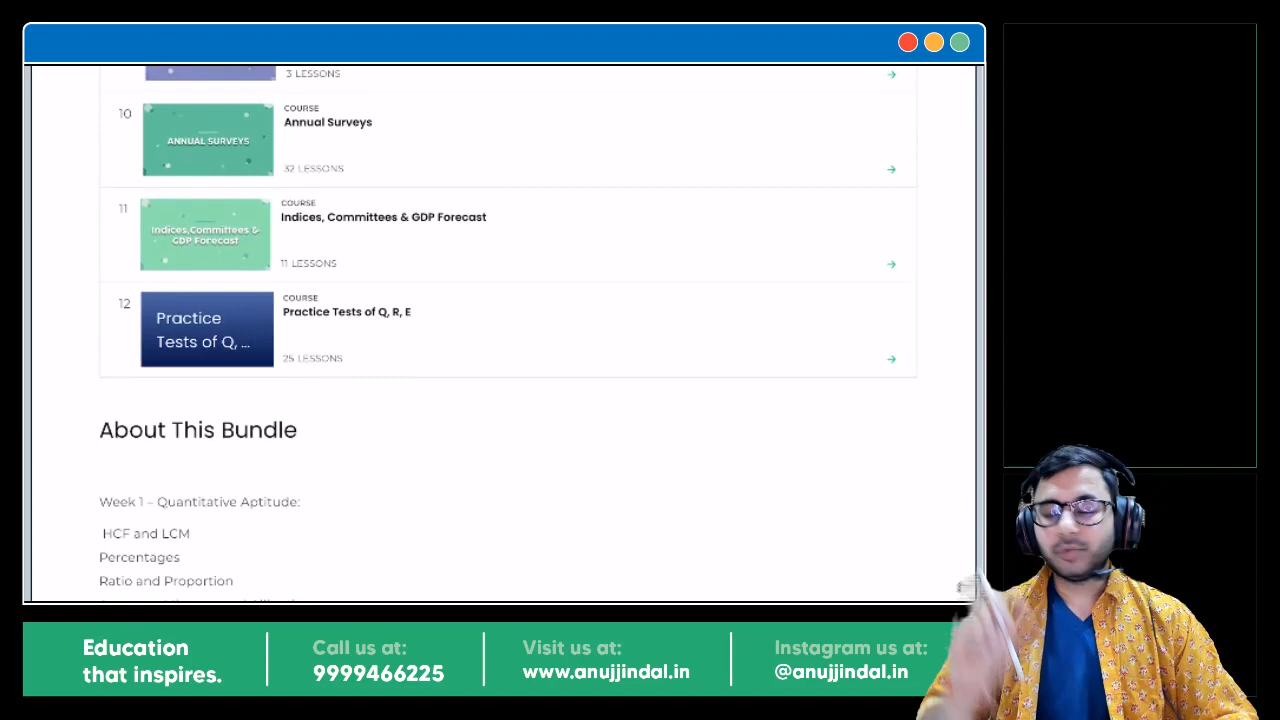 3 LESSONS
10
ANNUAL SURVEYS
COURSE
Annual Surveys
32 LESSONS
11
Indices,Committees &
GDP Forecast
COURSE
Indices, Committees & GDP Forecast
11 LESSONS
12
Practice
Tests of Q, ...
COURSE
Practice Tests of Q, R, E
25 LESSONS
About This Bundle
Week 1 – Quantitative Aptitude:
HCF and LCM
Percentages
Ratio and Proportion
Education
that inspires.
Call us at:
9999466225
Visit us at:
www.anujjindal.in
Instagram us at:
@anujjindal.in